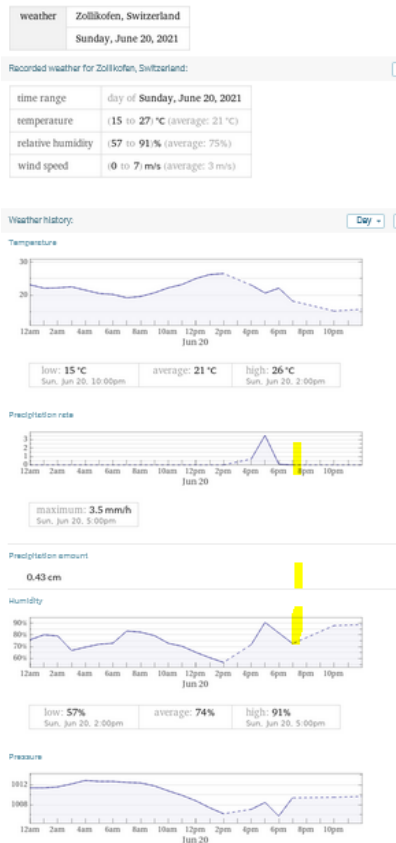 weather Zollikofen, Switzerland
Sunday, June 20, 2021
Recorded weather for Zollikofen, Switzerland:
time range day of Sunday, June 20, 2021
temperature (15 to 27) °C (average: 21 °C)
relative humidity (57 to 91)% (average: 75%)
wind speed (0 to 7) m/s (average: 3 m/s)
Weather history: Day
Temperature
30
20
12am 2am 4am 6am 8am 10am 12pm 2pm 4pm 6pm 8pm 10pm
Jun 20
low: 15 °C average: 21 °C high: 26 °C
Sun, Jun 20, 10:00pm Sun, Jun 20, 2:00pm
Precipitation rate
3
2
1
0
12am 2am 4am 6am 8am 10am 12pm 2pm 4pm 6pm 8pm 10pm
Jun 20
maximum: 3.5 mm/h
Sun, Jun 20, 5:00pm
Precipitation amount
0.43 cm
Humidity
90%
80%
70%
60%
12am 2am 4am 6am 8am 10am 12pm 2pm 4pm 6pm 8pm 10pm
Jun 20
low: 57% average: 74% high: 91%
Sun, Jun 20, 2:00pm Sun, Jun 20, 5:00pm
Pressure
1012
1008
12am 2am 4am 6am 8am 10am 12pm 2pm 4pm 6pm 8pm 10pm
Jun 20